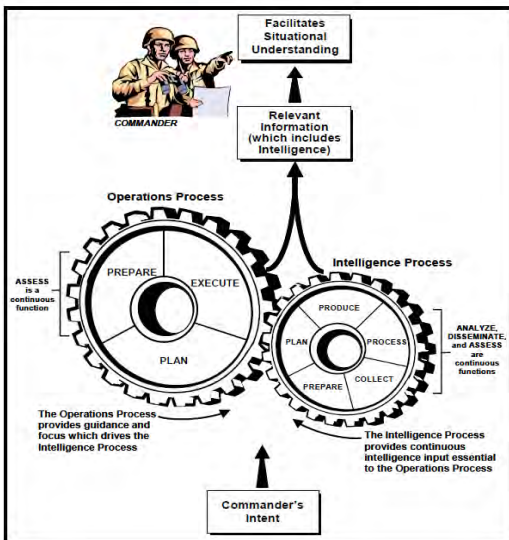 Facilitates
Situational
Understanding
COMMANDER
Relevant
Information
(which includes
Intelligence)
Operations Process
Intelligence Process
ASSESS
is a
continuous
function
PREPARE
EXECUTE
PLAN
PRODUCE
PLAN
PROCESS
PREPARE
COLLECT
ANALYZE,
DISSEMINATE,
and ASSESS
are
continuous
functions
The Operations Process
provides guidance and
focus which drives the
Intelligence Process
The Intelligence Process
provides continuous
intelligence input essential
to the Operations Process
Commander's
Intent